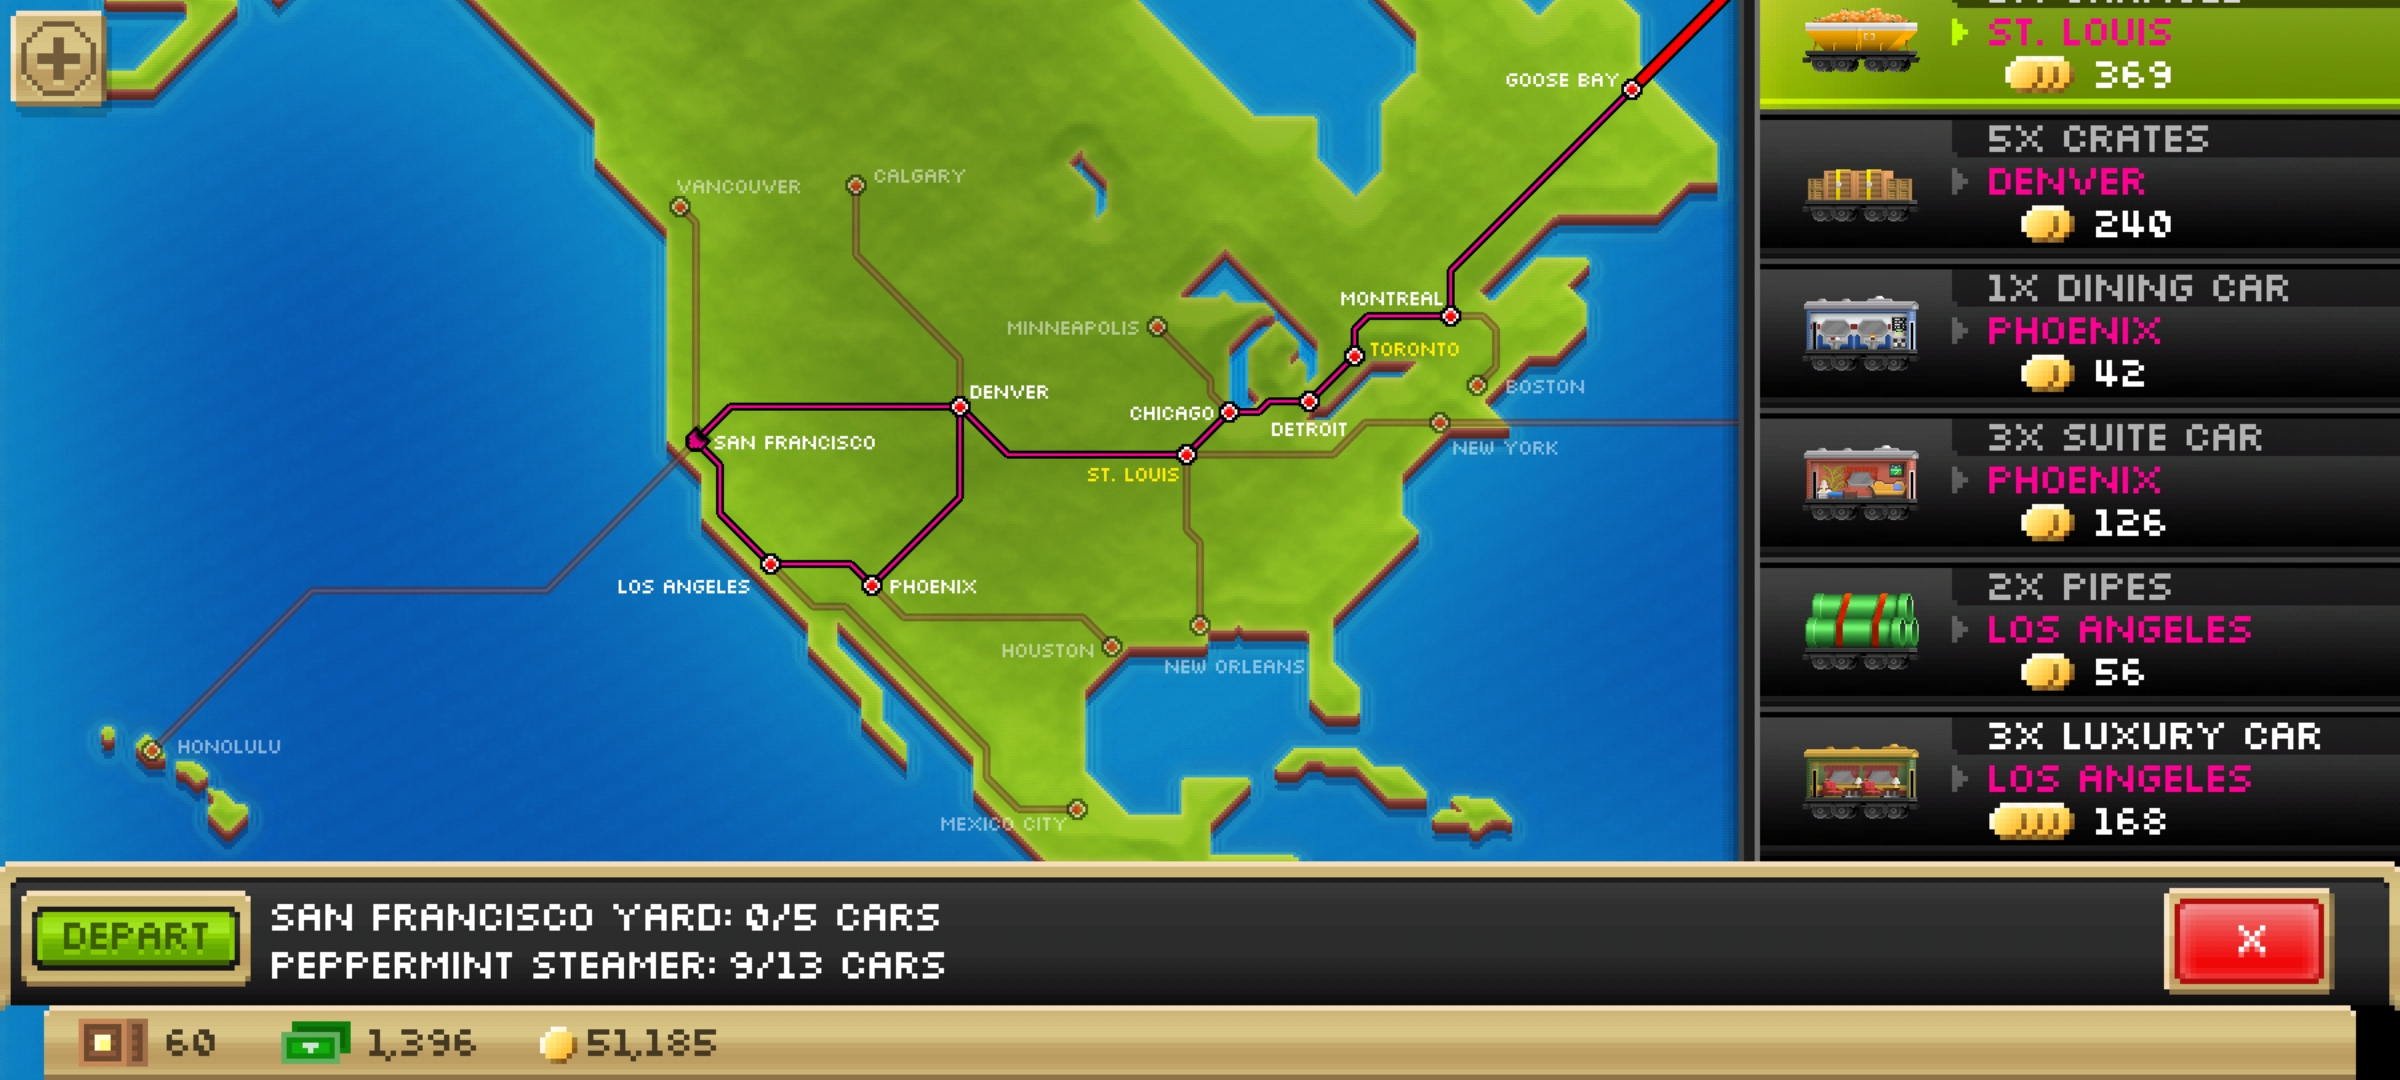 GOOSE BAY
CALGARY
VANCOUVER
MONTREAL
MINNEAPOLIS
TORONTO
BOSTON
DENVER
CHICAGO
DETROIT
SAN FRANCISCO
NEW YORK
ST. LOUIS
LOS ANGELES
PHOENIX
HOUSTON
NEW ORLEANS
HONOLULU
MEXICO CITY
ST. LOUIS
369
5X CRATES
DENVER
240
1X DINING CAR
PHOENIX
42
3X SUITE CAR
PHOENIX
126
2X PIPES
LOS ANGELES
56
3X LUXURY CAR
LOS ANGELES
168
DEPART
SAN FRANCISCO YARD: 0/5 CARS
PEPPERMINT STEAMER: 9/13 CARS
X
60
1,396
51,185